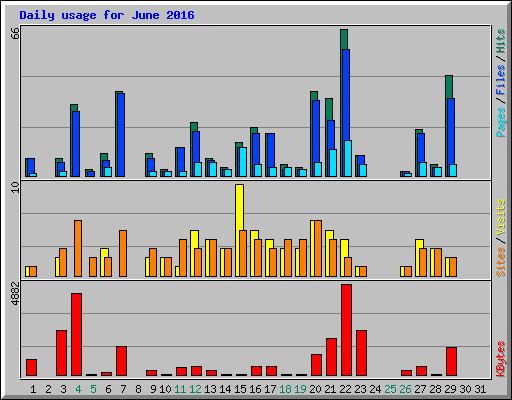 Daily usage for June 2016
66
Pages / Files / Hits
10
Sites / Visits
4882
KBytes
1 2 3 4 5 6 7 8 9 10 11 12 13 14 15 16 17 18 19 20 21 22 23 24 25 26 27 28 29 30 31